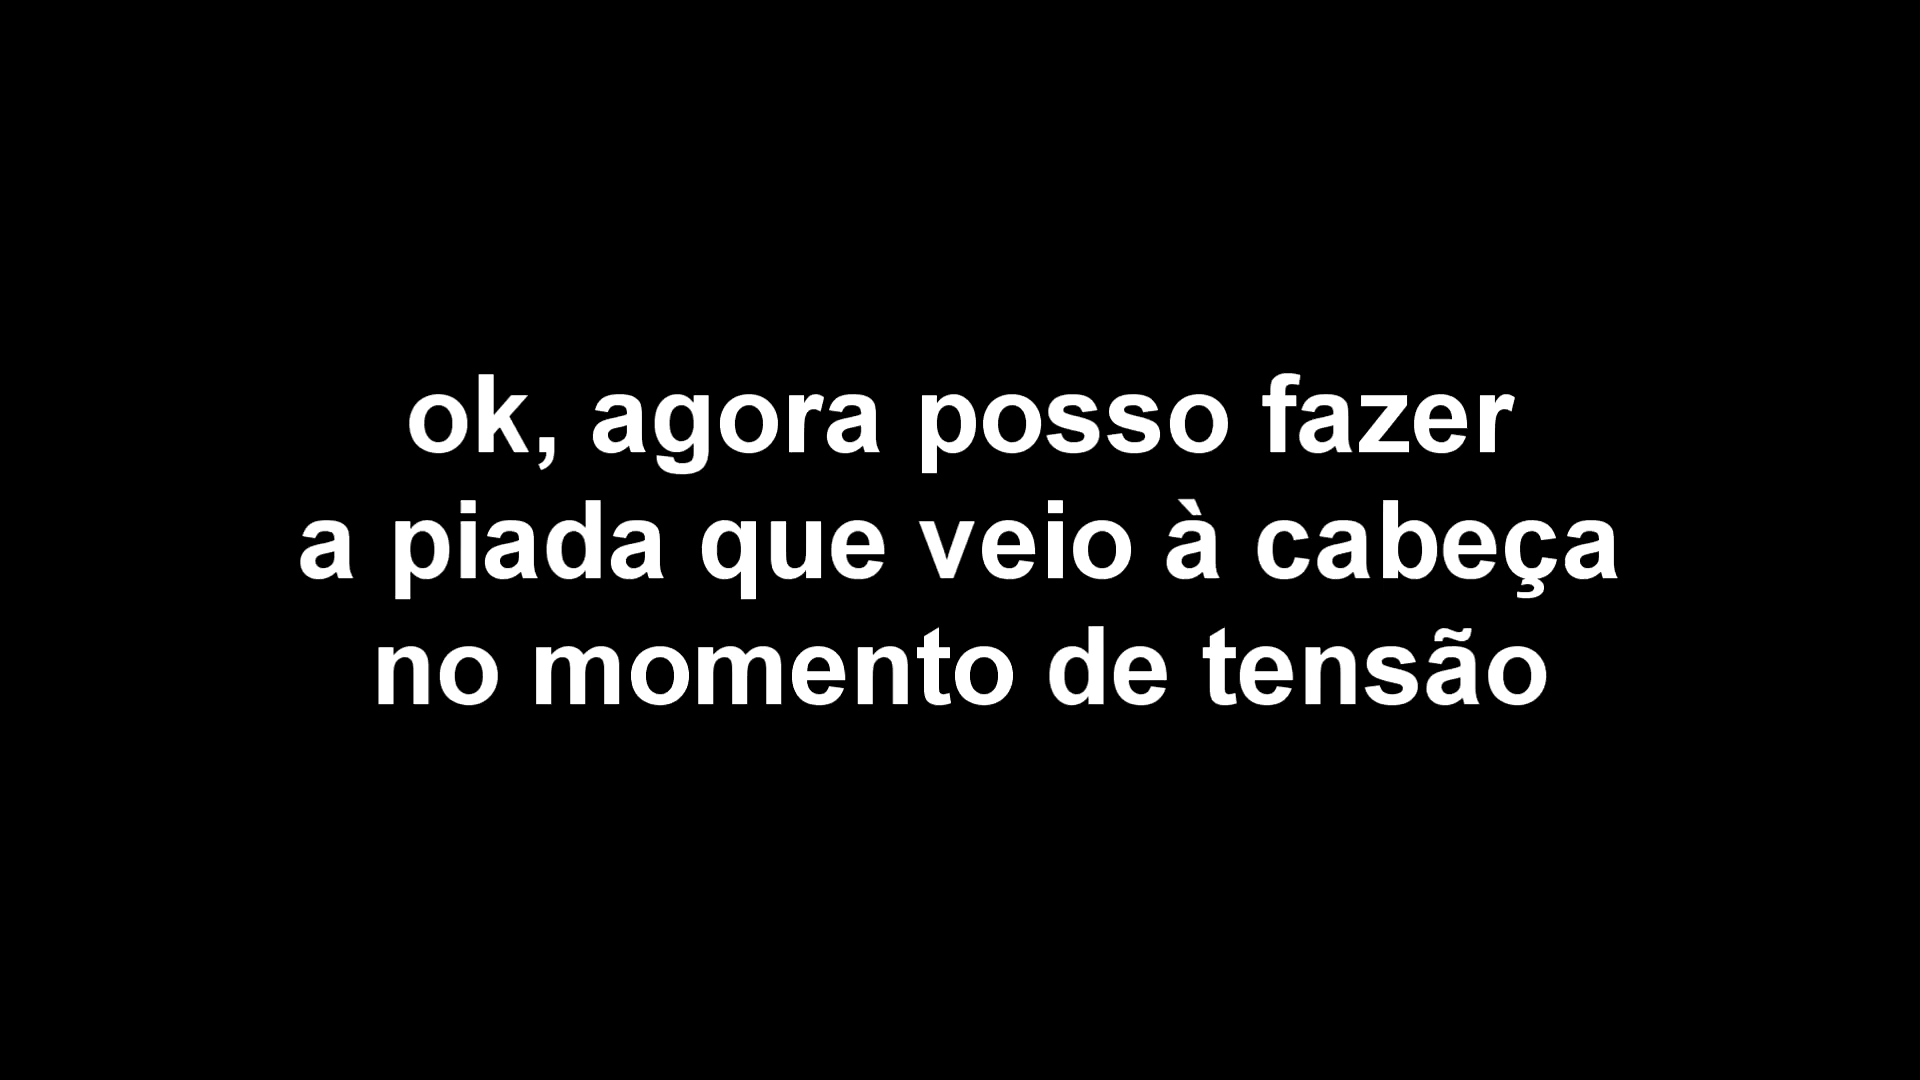 ok, agora posso fazer
a piada que veio à cabeça
no momento de tensão